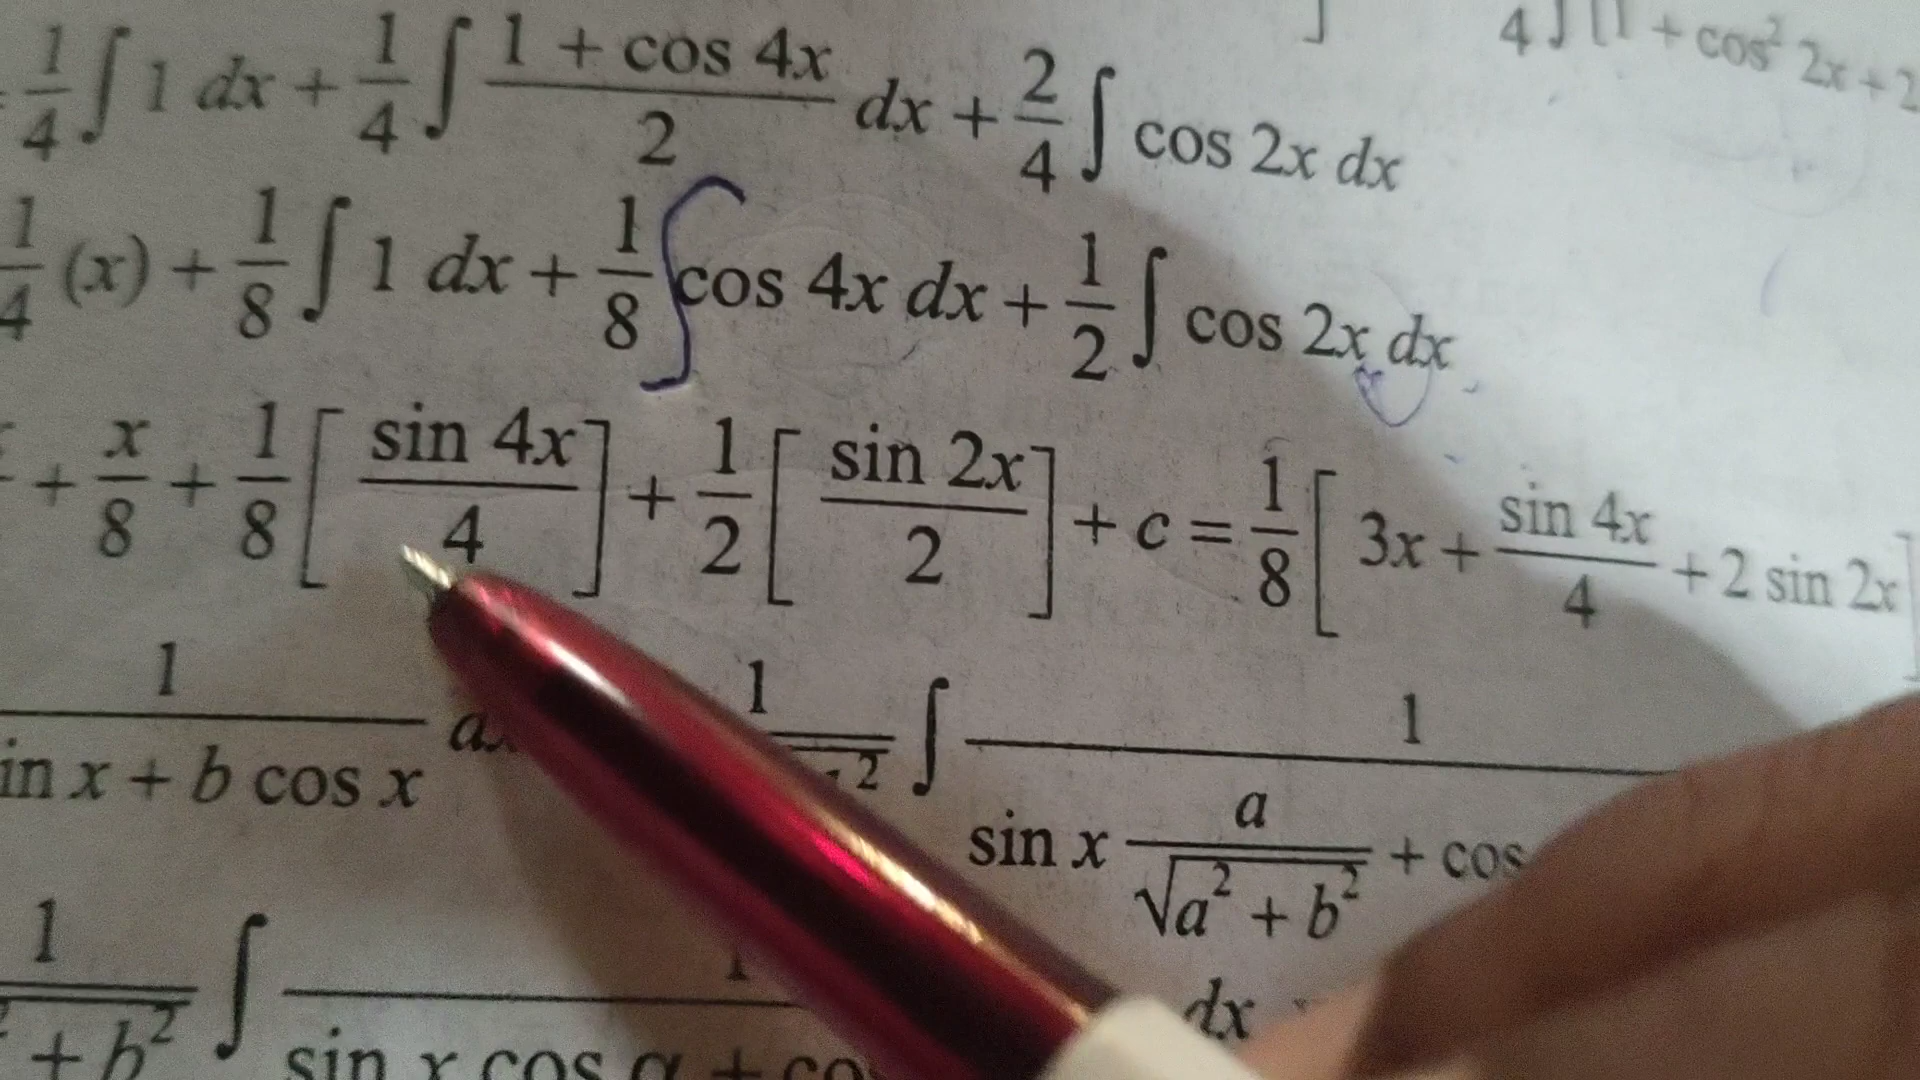 4 ∫ [1 + cos² 2x + 2
1/4 ∫ 1 dx + 1/4 ∫ (1 + cos 4x)/2 dx + 2/4 ∫ cos 2x dx
1/4 (x) + 1/8 ∫ 1 dx + 1/8 ∫ cos 4x dx + 1/2 ∫ cos 2x dx
+ x/8 + 1/8 [ sin 4x / 4 ] + 1/2 [ sin 2x / 2 ] + c = 1/8 [ 3x + sin 4x / 4 + 2 sin 2x ]
1
in x + b cos x
1
2
∫ 1
sin x a/√(a² + b²) + cos
1
+ b²
∫ 1
sin x cos α + co
dx